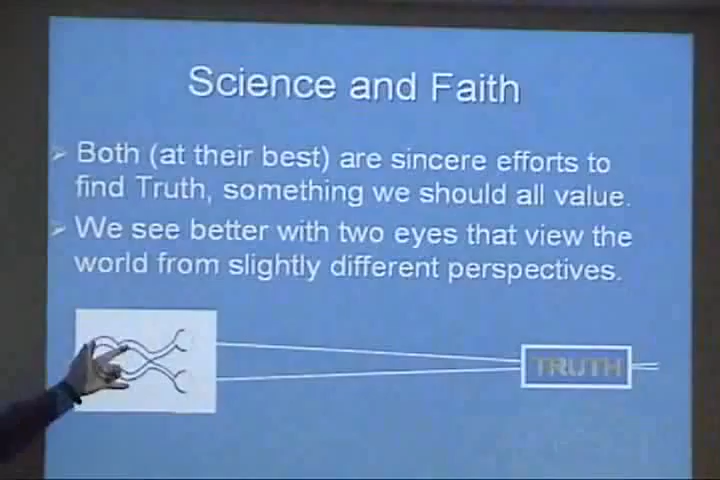 Science and Faith
Both (at their best) are sincere efforts to
find Truth, something we should all value.
We see better with two eyes that view the
world from slightly different perspectives.
TRUTH